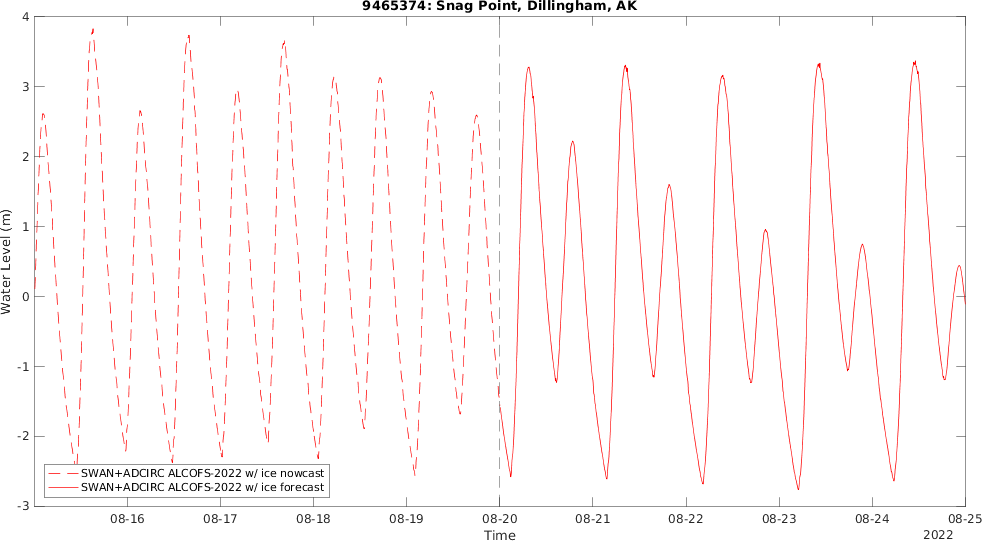 9465374: Snag Point, Dillingham, AK
4
3
2
1
0
-1
-2
-3
Water Level (m)
SWAN+ADCIRC ALCOFS-2022 w/ ice nowcast
SWAN+ADCIRC ALCOFS-2022 w/ ice forecast
08-16 08-17 08-18 08-19 08-20 08-21 08-22 08-23 08-24 08-25
Time
2022